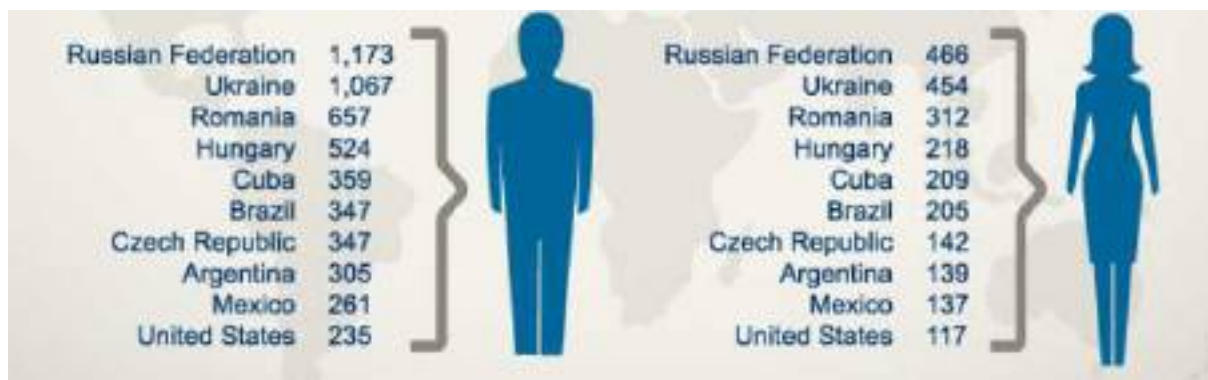 Russian Federation 1,173
Ukraine 1,067
Romania 657
Hungary 524
Cuba 359
Brazil 347
Czech Republic 347
Argentina 305
Mexico 261
United States 235
Russian Federation 466
Ukraine 454
Romania 312
Hungary 218
Cuba 209
Brazil 205
Czech Republic 142
Argentina 139
Mexico 137
United States 117